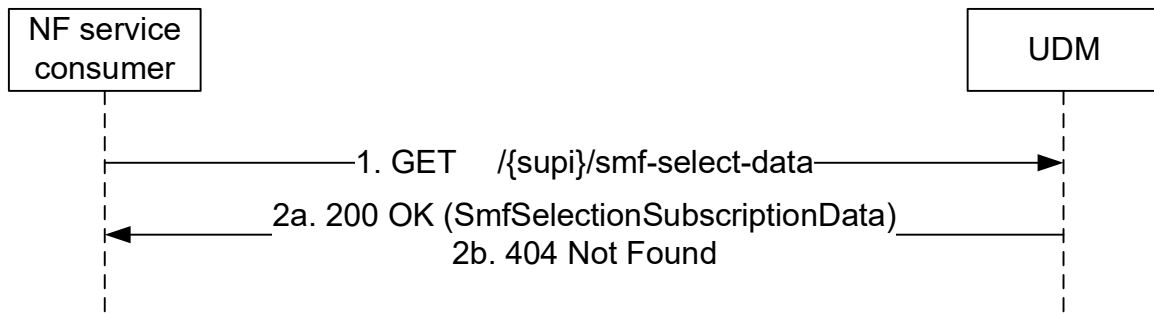 NF service
consumer
UDM
1. GET /{supi}/smf-select-data
2a. 200 OK (SmfSelectionSubscriptionData)
2b. 404 Not Found